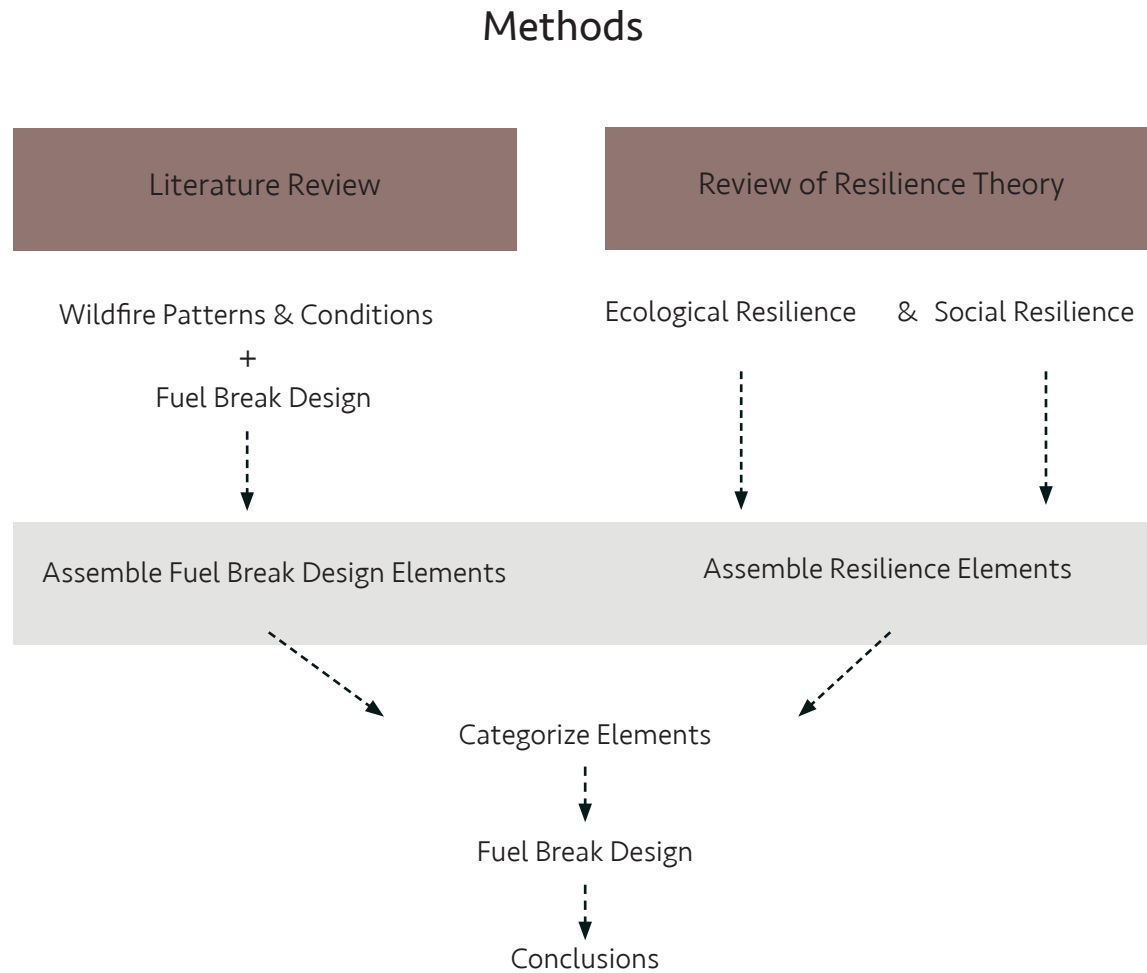 Methods
Literature Review
Review of Resilience Theory
Wildfire Patterns & Conditions
+
Fuel Break Design
Ecological Resilience & Social Resilience
Assemble Fuel Break Design Elements
Assemble Resilience Elements
Categorize Elements
Fuel Break Design
Conclusions